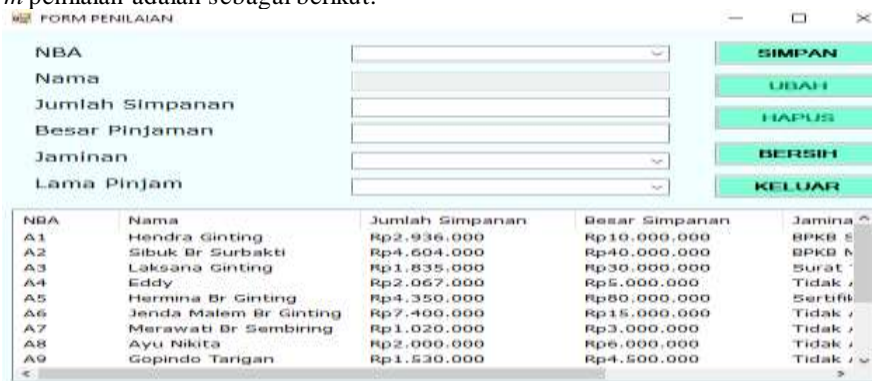 m penilaian adalah sebagai berikut:
FORM PENILAIAN
NBA
SIMPAN
Nama
UBAH
Jumlah Simpanan
HAPUS
Besar Pinjaman
Jaminan
BERSIH
Lama Pinjam
KELUAR
NBA Nama Jumlah Simpanan Besar Simpanan Jamina
A1 Hendra Ginting Rp2.936.000 Rp10.000.000 BPKB S
A2 Sibuk Br Surbakti Rp4.604.000 Rp40.000.000 BPKB
A3 Laksana Ginting Rp1.835.000 Rp30.000.000 Surat
A4 Eddy Rp2.067.000 Rp5.000.000 Tidak
A5 Hermina Br Ginting Rp4.350.000 Rp80.000.000 Sertifik
A6 Jenda Malem Br Ginting Rp7.400.000 Rp15.000.000 Tidak
A7 Merawati Br Sembiring Rp1.020.000 Rp3.000.000 Tidak
A8 Ayu Nikita Rp2.000.000 Rp6.000.000 Tidak
A9 Gopindo Tarigan Rp1.530.000 Rp4.500.000 Tidak